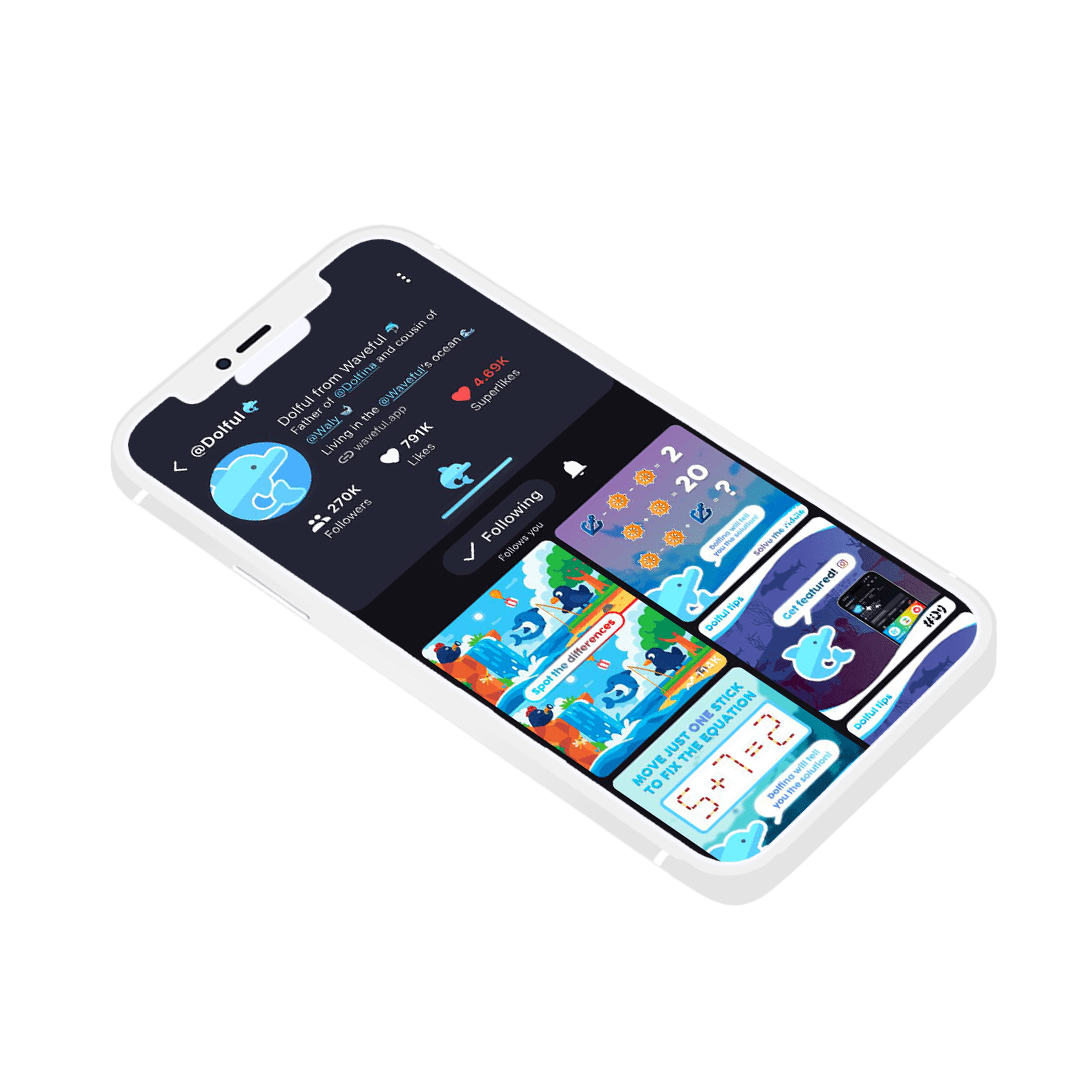 @Dolful
Dolful from Waveful
Father of @Dolfina and cousin of
@Waly
Living in the @Waveful's ocean
waveful.app
270K
Followers
791K
Likes
4.69K
Superlikes
Following
Follows you
Spot the differences
= 2
= 20
= ?
Dolfina will tell
you the solution!
Solve the riddle
Dolful tips
Get featured!
Dolful tips
MOVE JUST ONE STICK
TO FIX THE EQUATION
5+7=2
Dolfina will tell
you the solution!